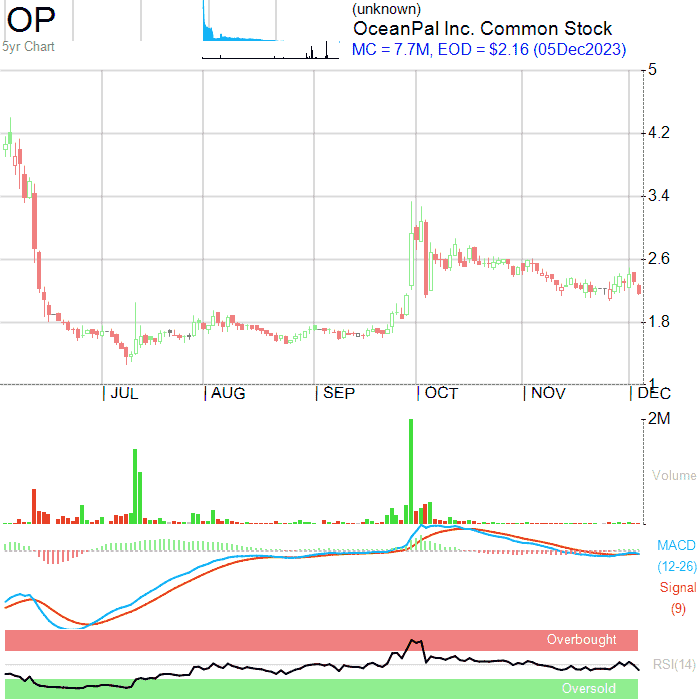 OP
5yr Chart
(unknown)
OceanPal Inc. Common Stock
MC = 7.7M, EOD = $2.16 (05Dec2023)
5
4.2
3.4
2.6
1.8
1
JUL
AUG
SEP
OCT
NOV
DEC
2M
Volume
MACD
(12-26)
Signal
(9)
Overbought
RSI(14)
Oversold